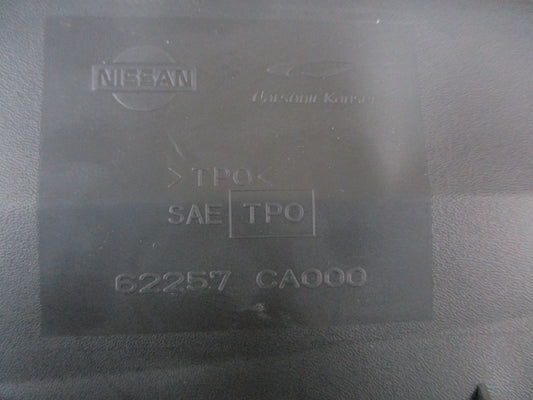 NISSAN
Calsonic Kansei
>TPO<
SAE TPO
62257 CA000